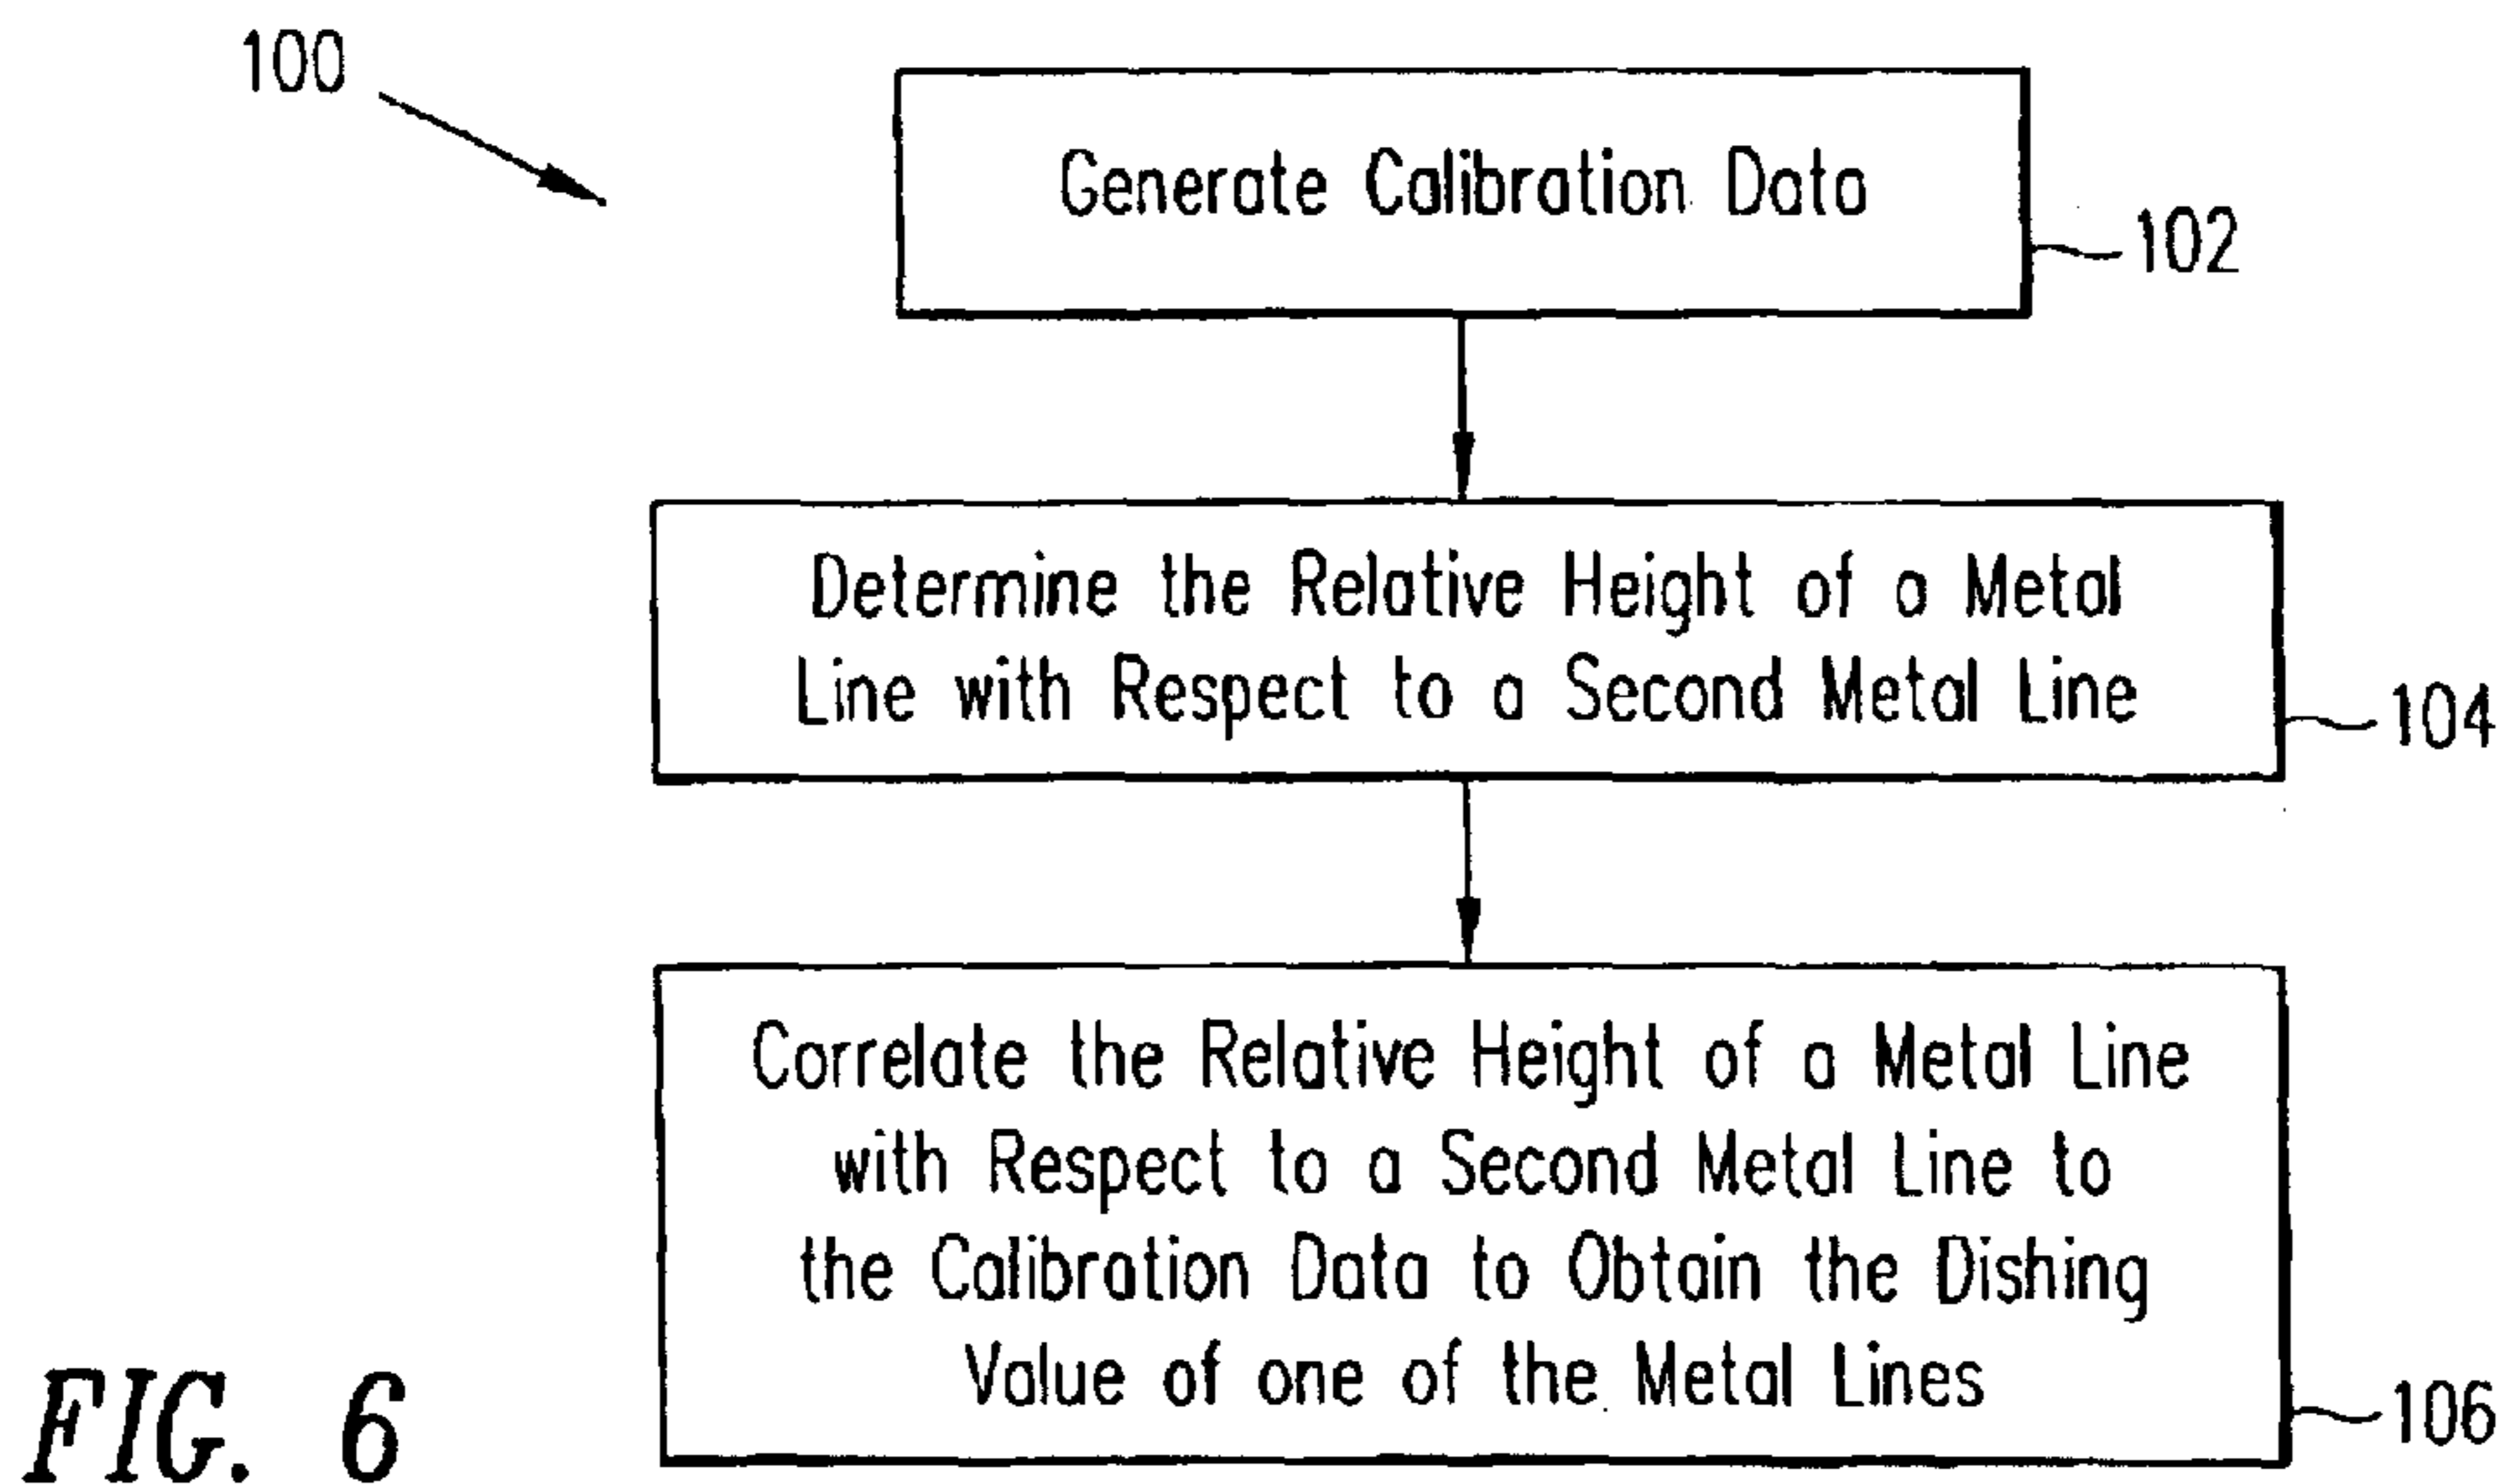 100
Generate Calibration Data
102
Determine the Relative Height of a Metal
Line with Respect to a Second Metal Line
104
Correlate the Relative Height of a Metal Line
with Respect to a Second Metal Line to
the Calibration Data to Obtain the Dishing
Value of one of the Metal Lines
106
FIG. 6